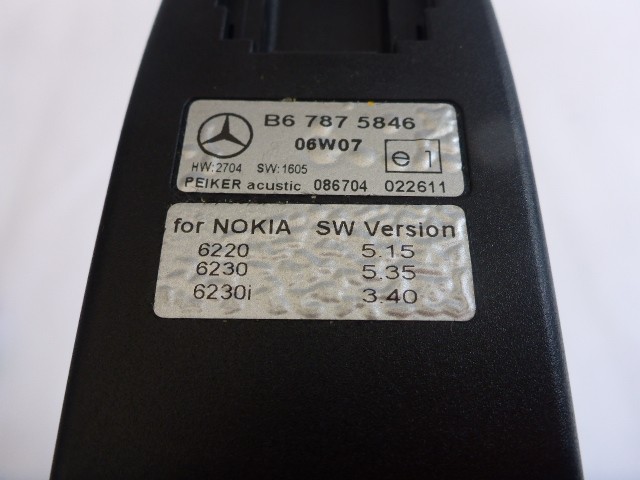 B6 787 5846
06W07
e 1
HW:2704 SW:1605
PEIKER acustic 086704 022611
for NOKIA SW Version
6220 5.15
6230 5.35
6230i 3.40